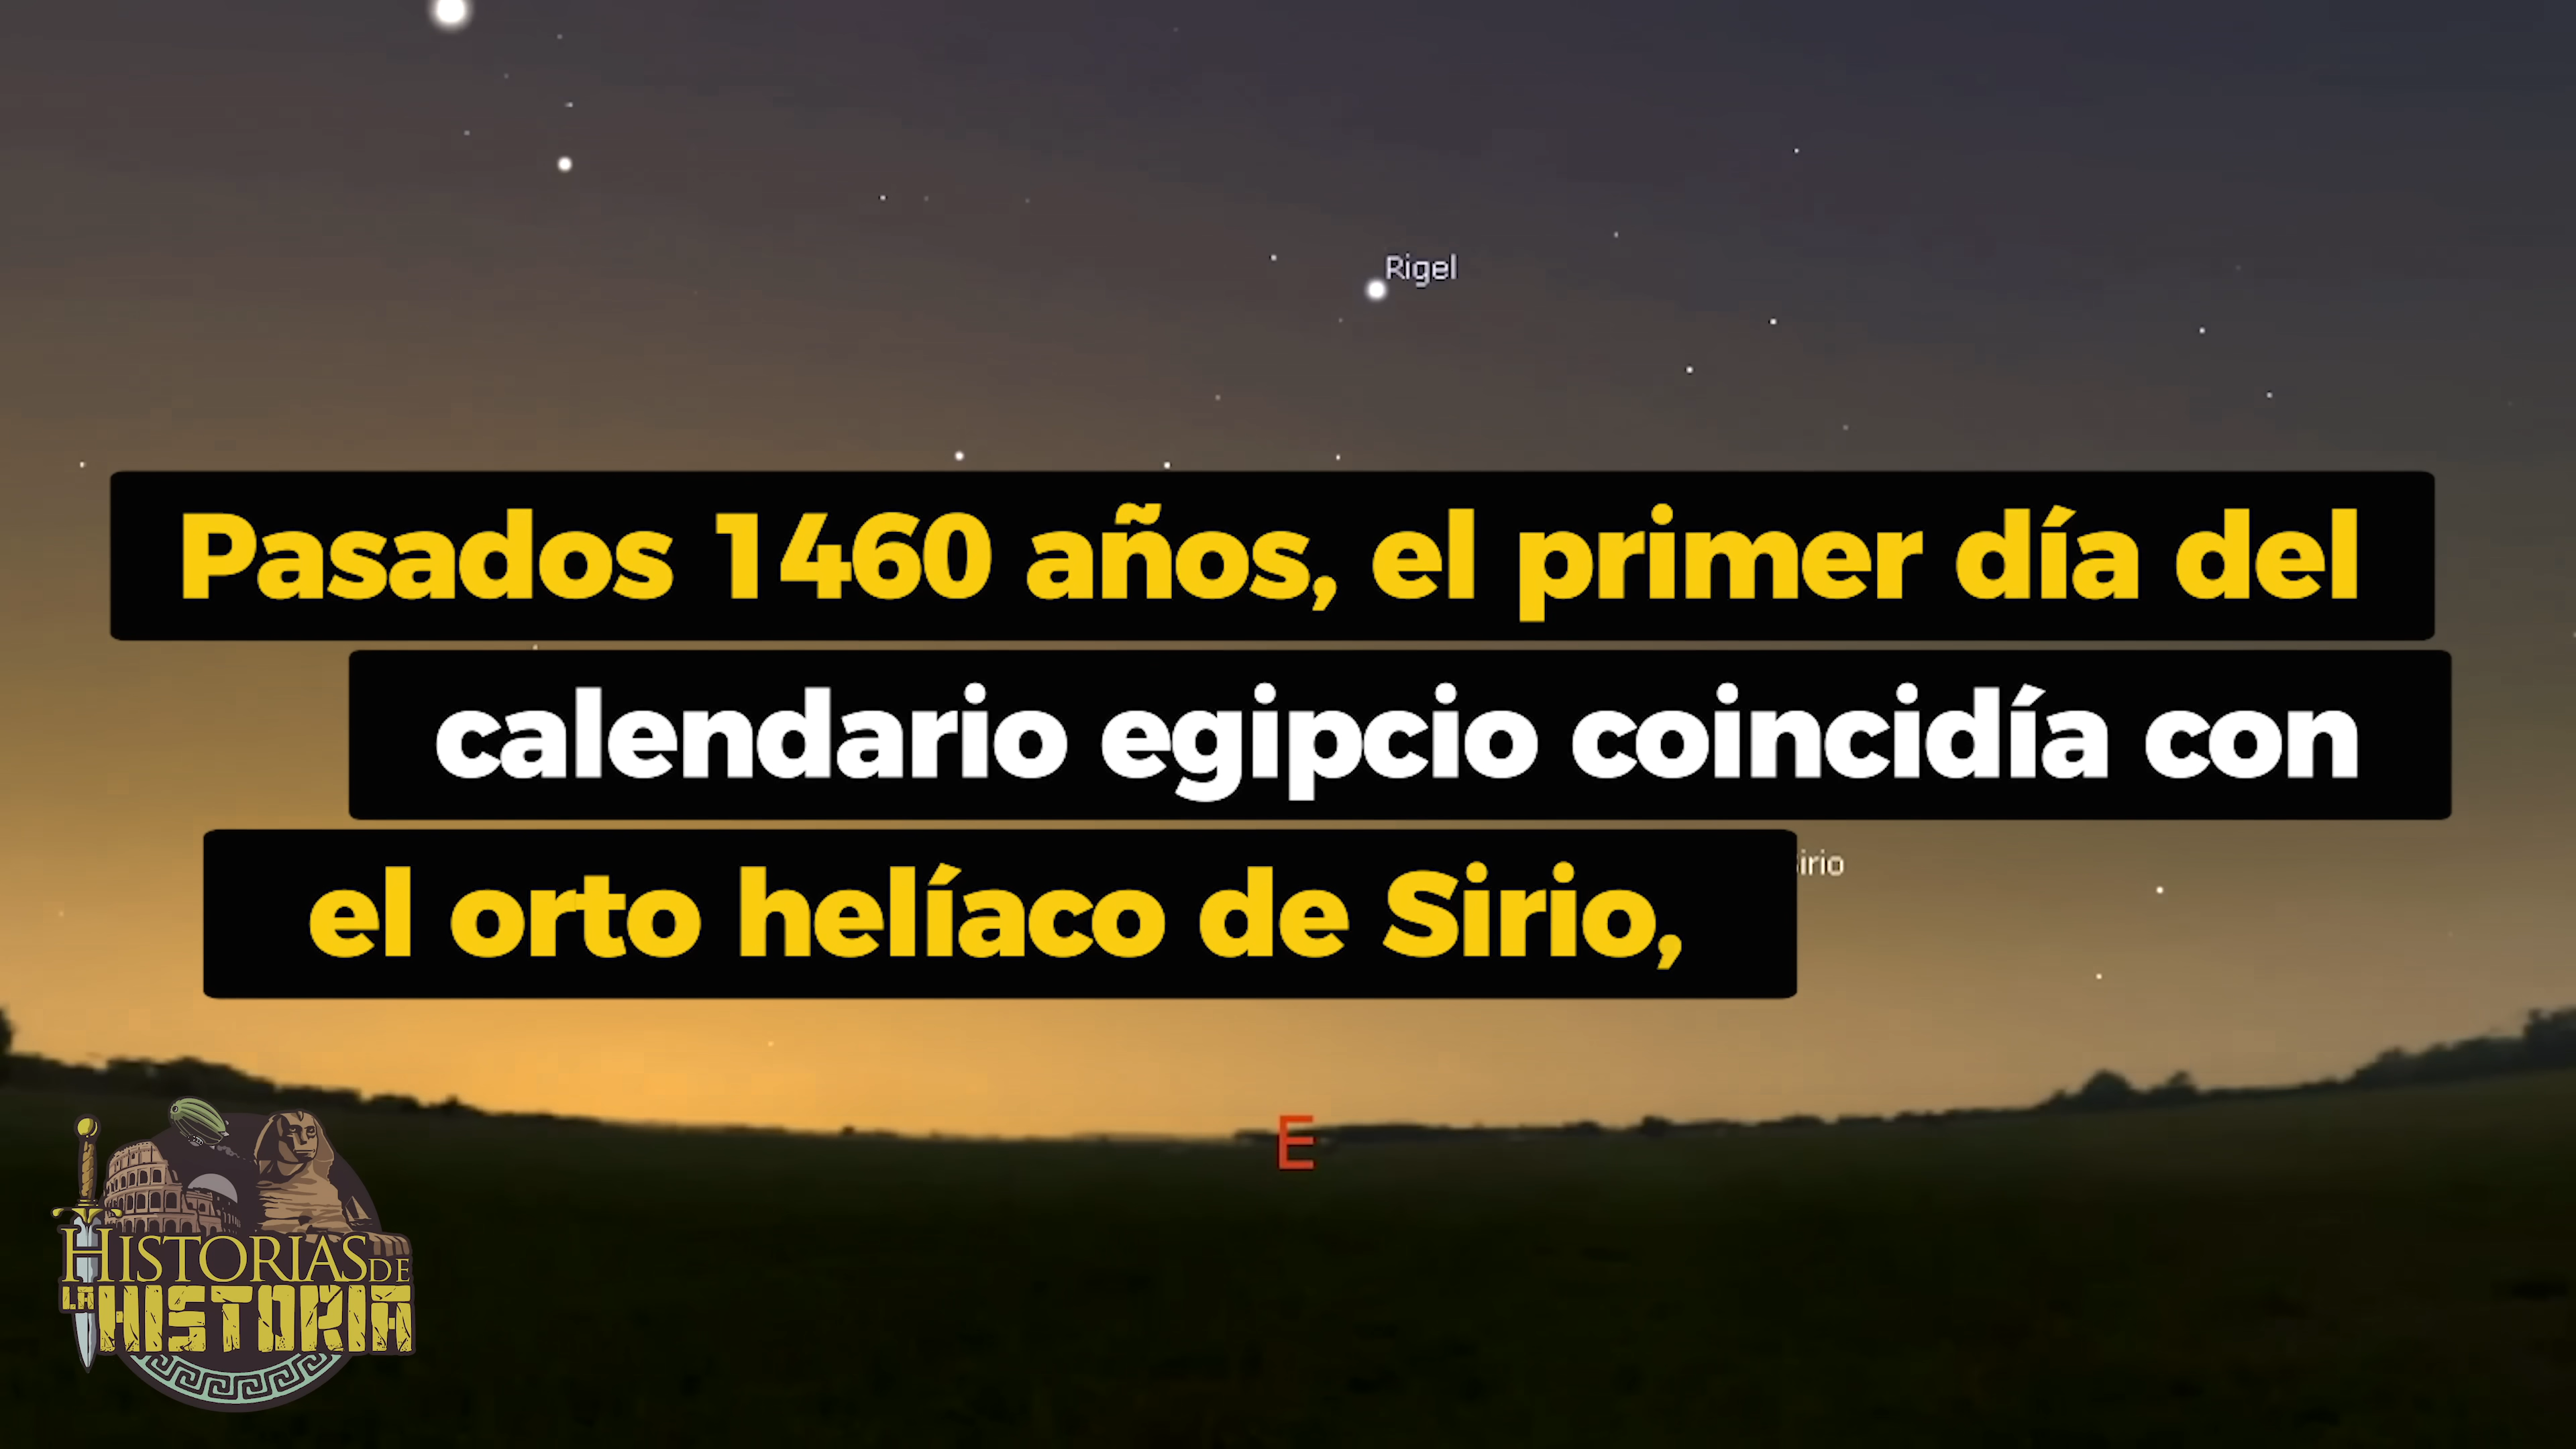 Rigel
Pasados 1460 años, el primer día del
calendario egipcio coincidía con
irio
el orto helíaco de Sirio,
E
HISTORIAS DE
LA HISTORIA